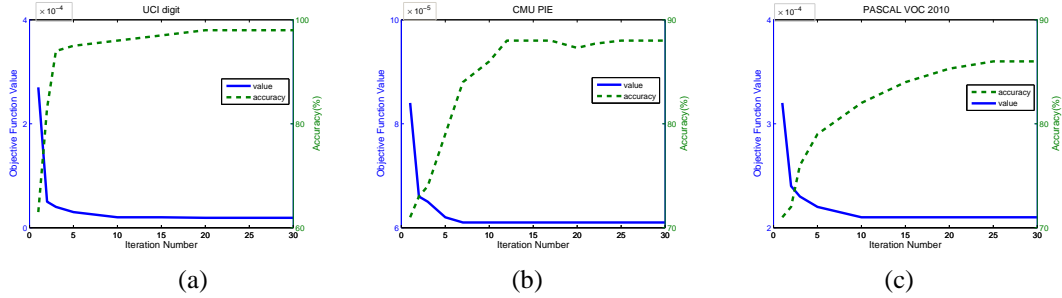 UCI digit
× 10⁻⁴
4
2
0
Objective Function Value
100
80
60
Accuracy(%)
value
accuracy
0 5 10 15 20 25 30
Iteration Number
(a)
CMU PIE
× 10⁻⁵
10
8
6
Objective Function Value
90
80
70
Accuracy(%)
value
accuracy
0 5 10 15 20 25 30
Iteration Number
(b)
PASCAL VOC 2010
× 10⁻⁴
4
3
2
Objective Function Value
90
80
70
Accuracy(%)
accuracy
value
0 5 10 15 20 25 30
Iteration Number
(c)